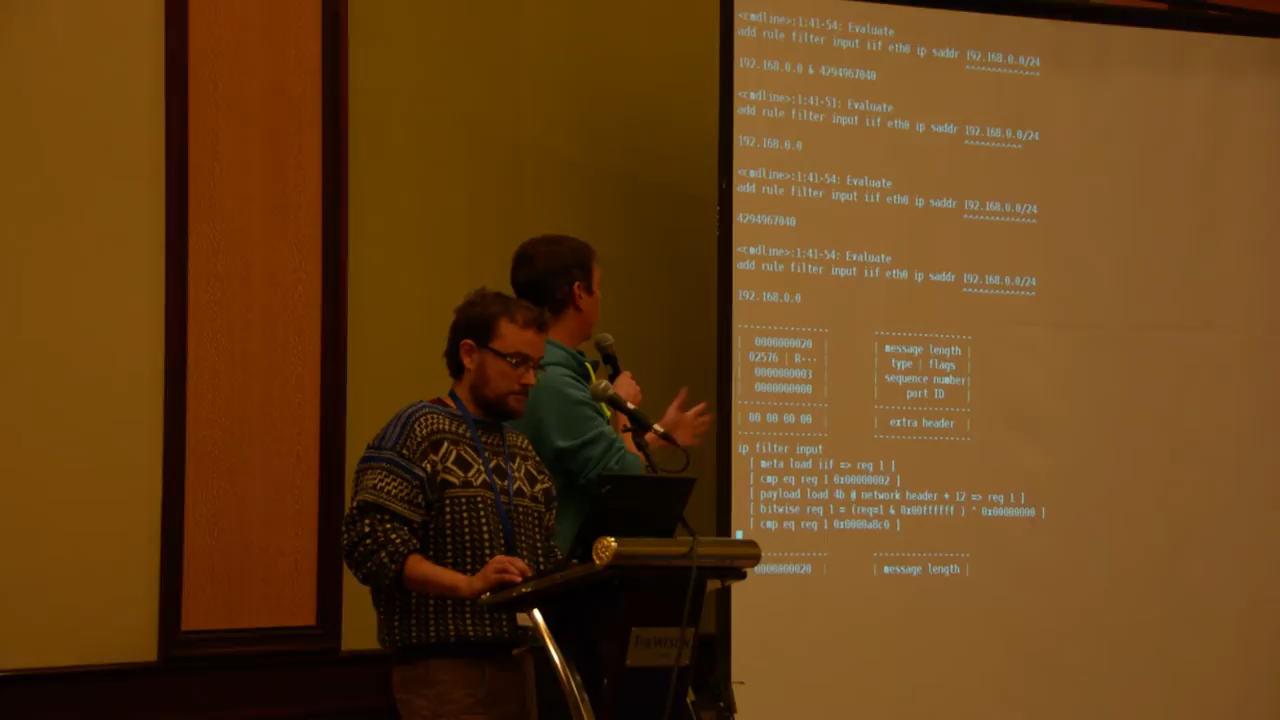 <cmdline>:1:41-54: Evaluate
add rule filter input iif eth0 ip saddr 192.168.0.0/24
^^^^^^^^^^^^^^
192.168.0.0 & 4294967040
<cmdline>:1:41-51: Evaluate
add rule filter input iif eth0 ip saddr 192.168.0.0/24
^^^^^^^^^^^
192.168.0.0
<cmdline>:1:41-54: Evaluate
add rule filter input iif eth0 ip saddr 192.168.0.0/24
^^^^^^^^^^^^^^
4294967040
<cmdline>:1:41-54: Evaluate
add rule filter input iif eth0 ip saddr 192.168.0.0/24
^^^^^^^^^^^^^^
192.168.0.0
---------------- ----------------
| 0000000020 | | message length |
| 02576 | R--- | | type | flags |
| 0000000003 | | sequence number|
| 0000000000 | | port ID |
---------------- ----------------
| 00 00 00 00 | | extra header |
---------------- ----------------
ip filter input
[ meta load iif => reg 1 ]
[ cmp eq reg 1 0x00000002 ]
[ payload load 4b @ network header + 12 => reg 1 ]
[ bitwise reg 1 = (reg=1 & 0x00ffffff ) ^ 0x00000000 ]
[ cmp eq reg 1 0x0000a8c0 ]
---------------- ----------------
0000000020 | | message length |
THE WESTIN